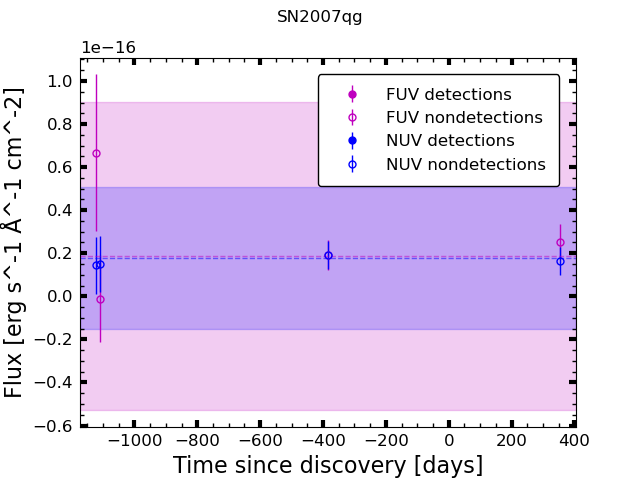 SN2007qg
1e−16
FUV detections
FUV nondetections
NUV detections
NUV nondetections
1.0
0.8
0.6
0.4
0.2
0.0
−0.2
−0.4
−0.6
−1000 −800 −600 −400 −200 0 200 400
Time since discovery [days]
Flux [erg s^-1 Å^-1 cm^-2]